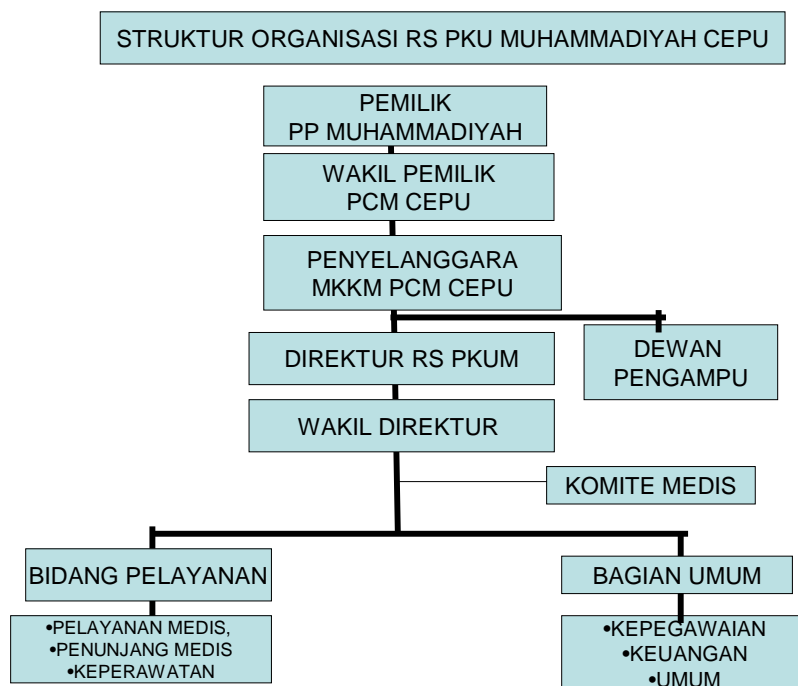 STRUKTUR ORGANISASI RS PKU MUHAMMADIYAH CEPU
PEMILIK
PP MUHAMMADIYAH
WAKIL PEMILIK
PCM CEPU
PENYELANGGARA
MKKM PCM CEPU
DIREKTUR RS PKUM
DEWAN
PENGAMPU
WAKIL DIREKTUR
KOMITE MEDIS
BIDANG PELAYANAN
BAGIAN UMUM
•PELAYANAN MEDIS,
•PENUNJANG MEDIS
•KEPERAWATAN
•KEPEGAWAIAN
•KEUANGAN
•UMUM